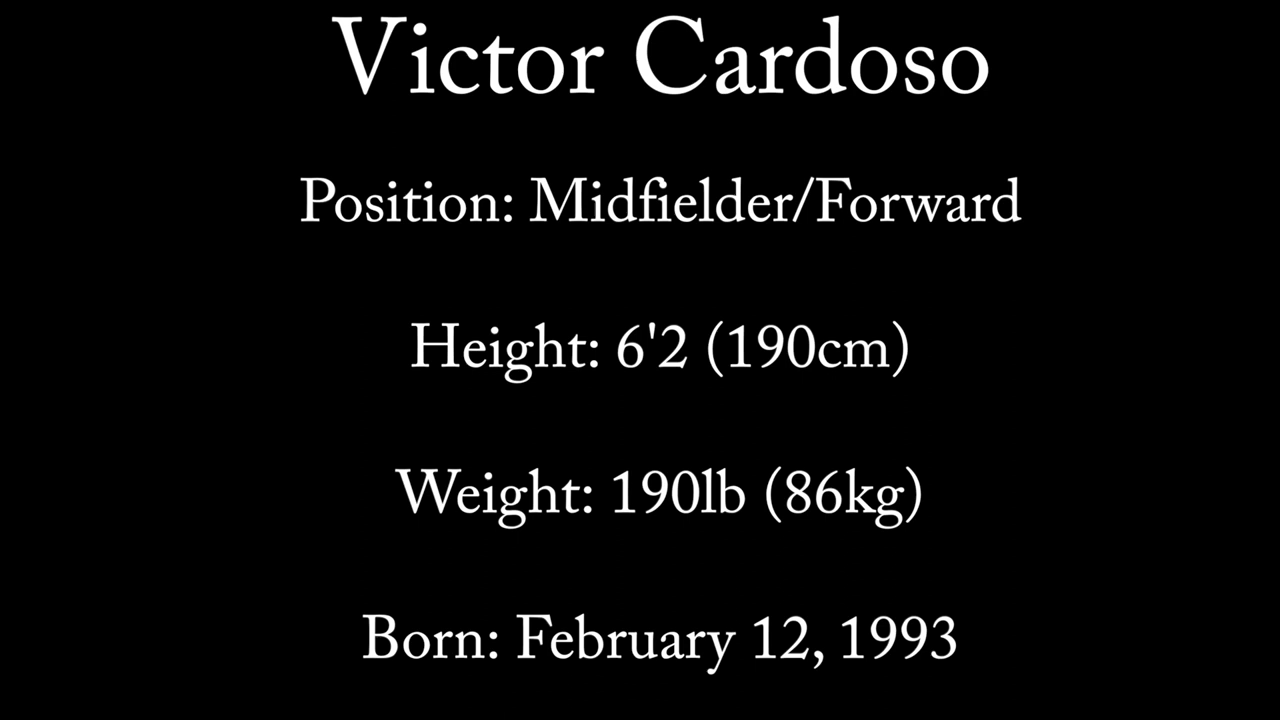 Victor Cardoso
Position: Midfielder/Forward
Height: 6'2 (190cm)
Weight: 190lb (86kg)
Born: February 12, 1993